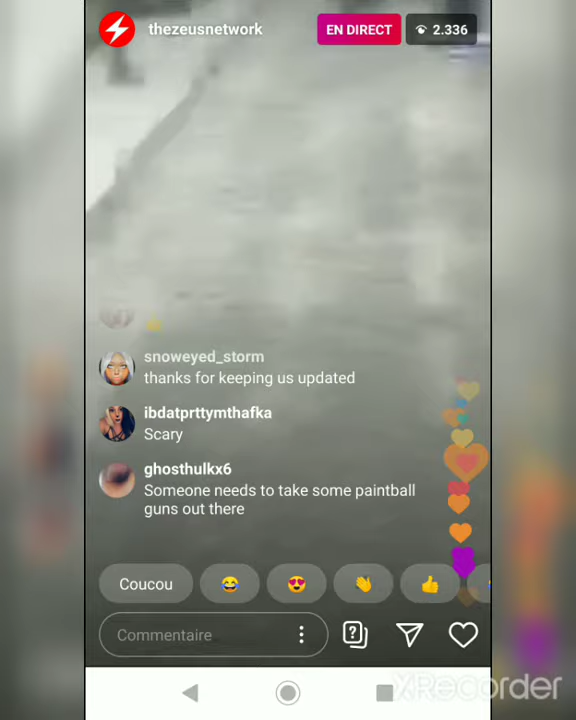 thezeusnetwork
EN DIRECT
2.336
snoweyed_storm
thanks for keeping us updated
ibdatprttymthafka
Scary
ghosthulkx6
Someone needs to take some paintball
guns out there
Coucou
Commentaire
XRecorder